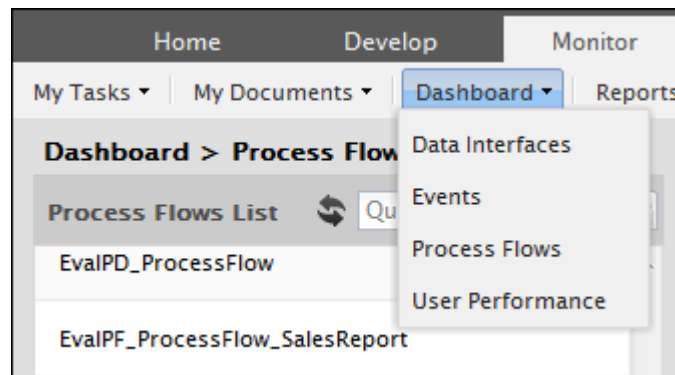 Home Develop Monitor
My Tasks My Documents Dashboard Reports
Dashboard > Process Flow
Data Interfaces
Process Flows List Qu
Events
EvalPD_ProcessFlow
Process Flows
User Performance
EvalPF_ProcessFlow_SalesReport